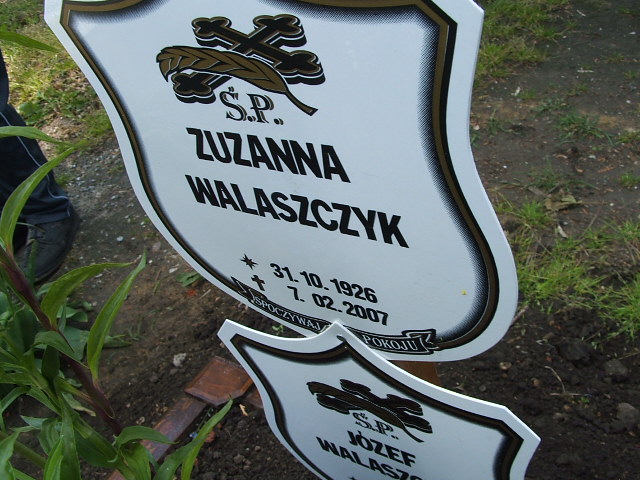 Ś.P.
ZUZANNA
WALASZCZYK
31.10.1926
7.02.2007
SPOCZYWAJ POKOJU
Ś.P.
JÓZEF